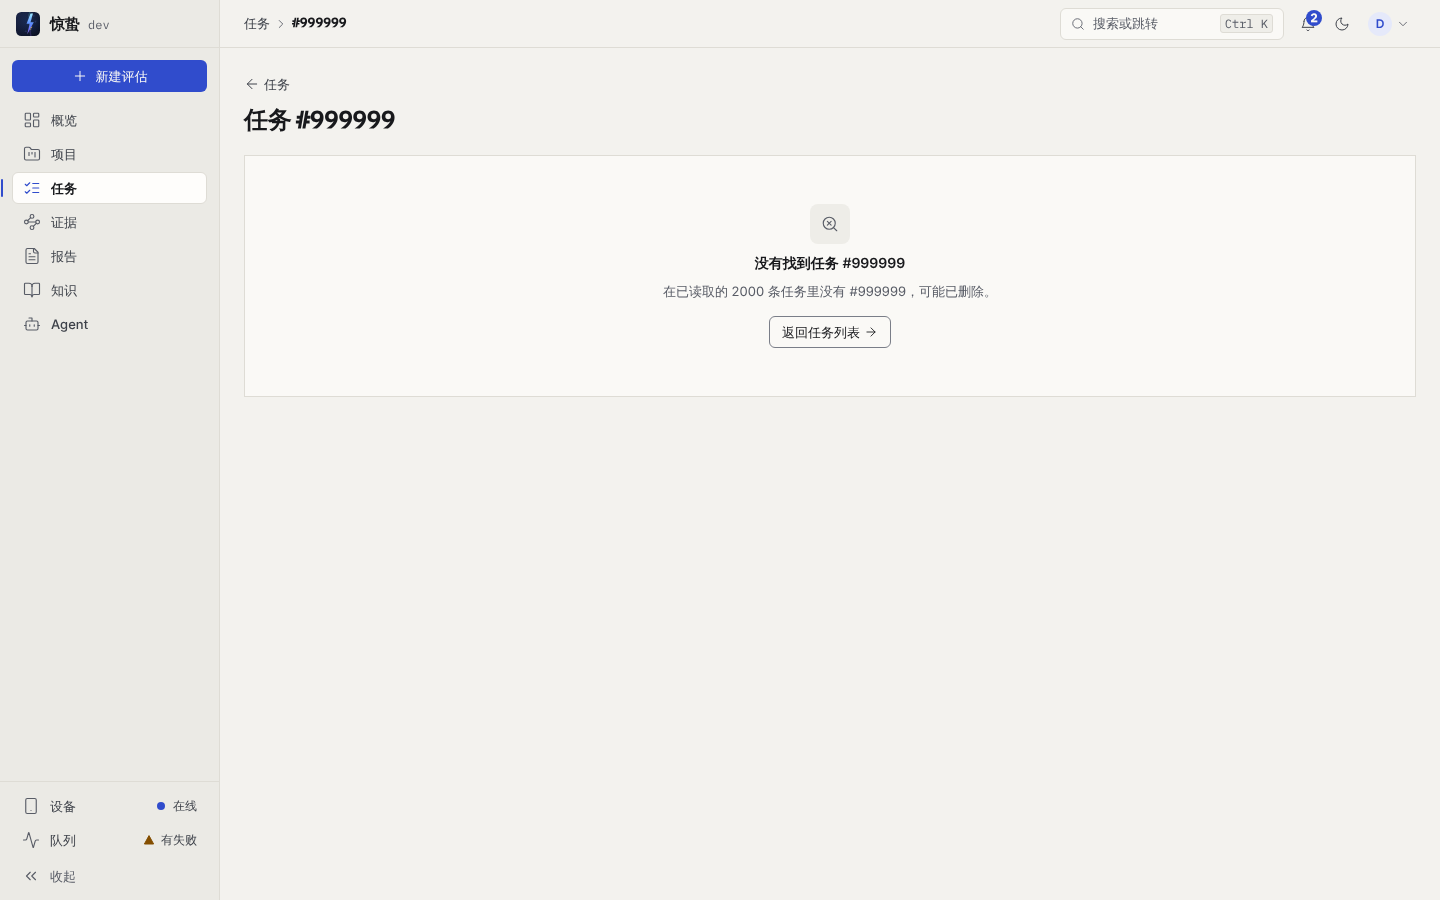 惊蛰 dev
任务 > #999999
搜索或跳转 Ctrl K
2
D
新建评估
概览
项目
任务
证据
报告
知识
Agent
任务
任务 #999999
没有找到任务 #999999
在已读取的 2000 条任务里没有 #999999，可能已删除。
返回任务列表
设备 在线
队列 有失败
收起